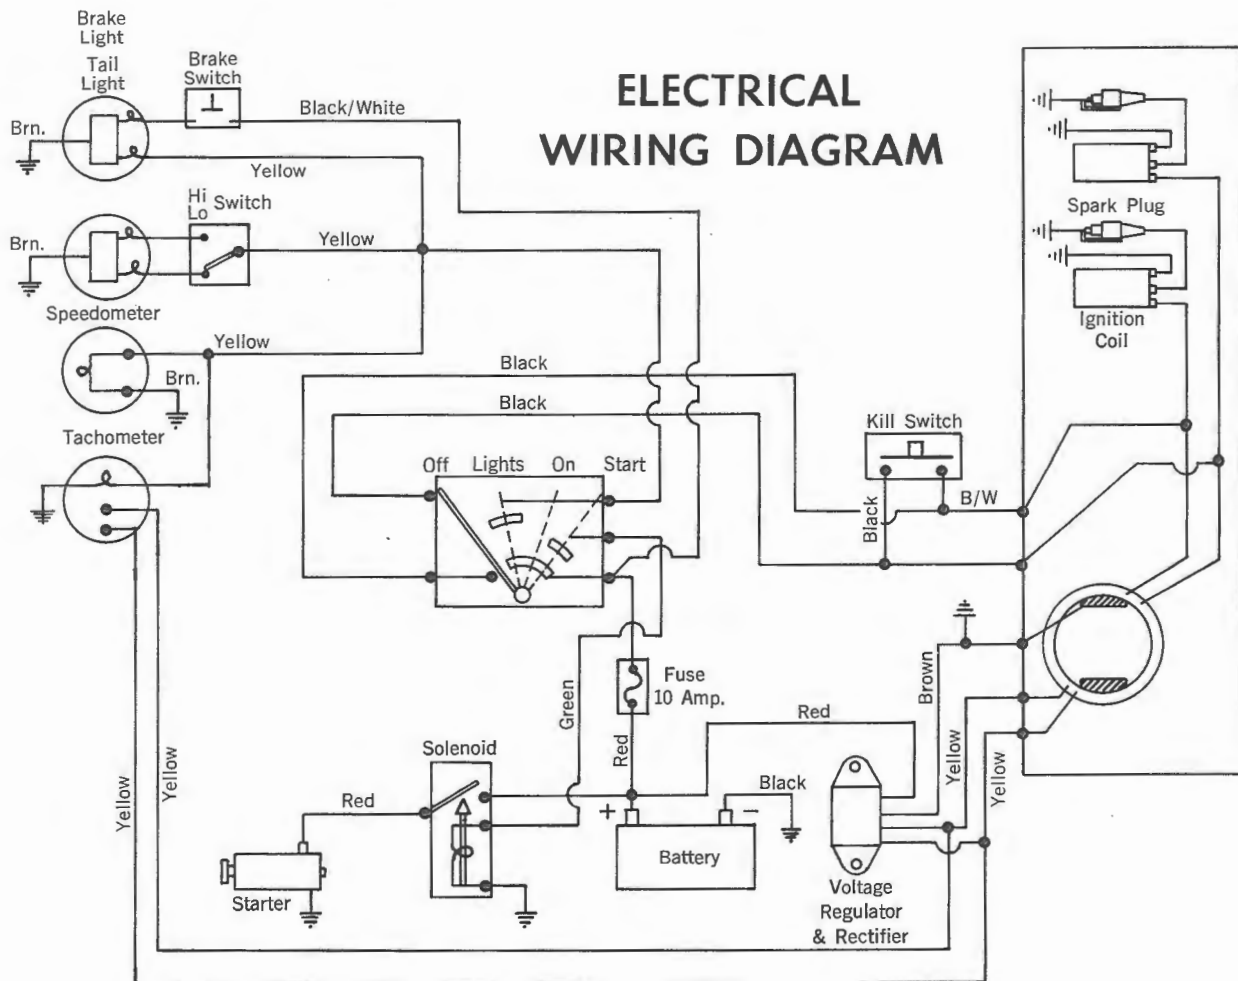 ELECTRICAL
WIRING DIAGRAM
Brake
Light
Tail
Light
Brake
Switch
Black/White
Brn.
Yellow
Hi
Lo
Switch
Yellow
Brn.
Speedometer
Yellow
Brn.
Tachometer
Black
Black
Off
Lights
On
Start
Kill Switch
Black
B/W
Spark Plug
Ignition
Coil
Fuse
10 Amp.
Green
Red
Red
Brown
Yellow
Yellow
Solenoid
Red
Black
+
−
Battery
Starter
Voltage
Regulator
& Rectifier
Yellow
Yellow